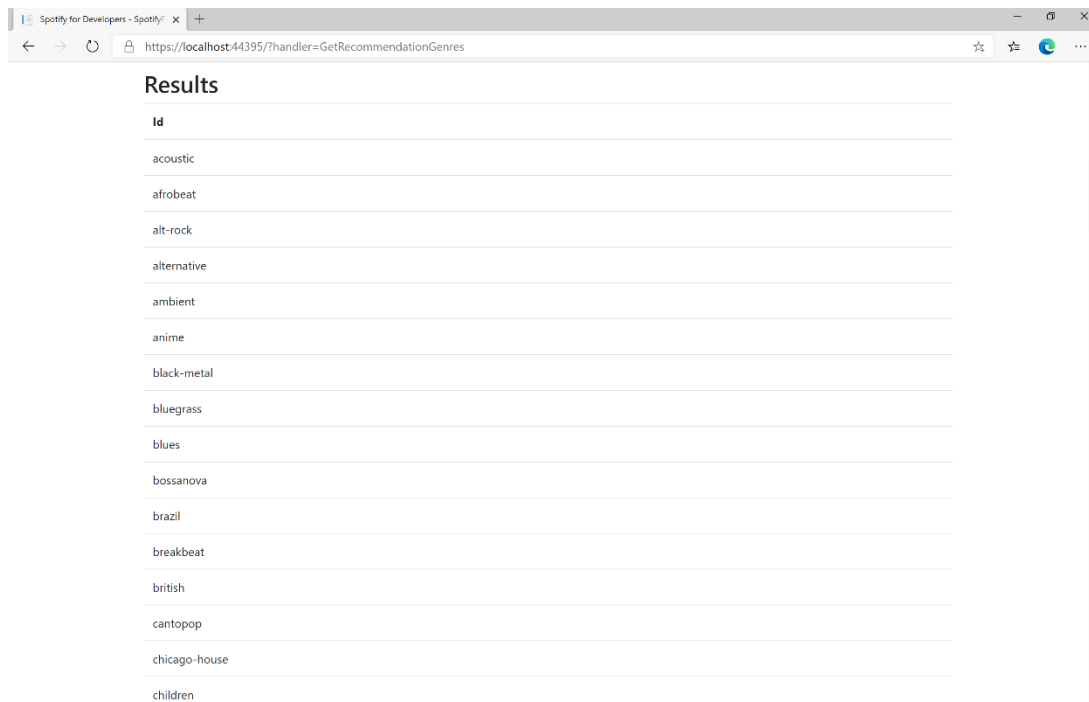 Spotify for Developers - SpotifyF
https://localhost:44395/?handler=GetRecommendationGenres
Results
Id
acoustic
afrobeat
alt-rock
alternative
ambient
anime
black-metal
bluegrass
blues
bossanova
brazil
breakbeat
british
cantopop
chicago-house
children